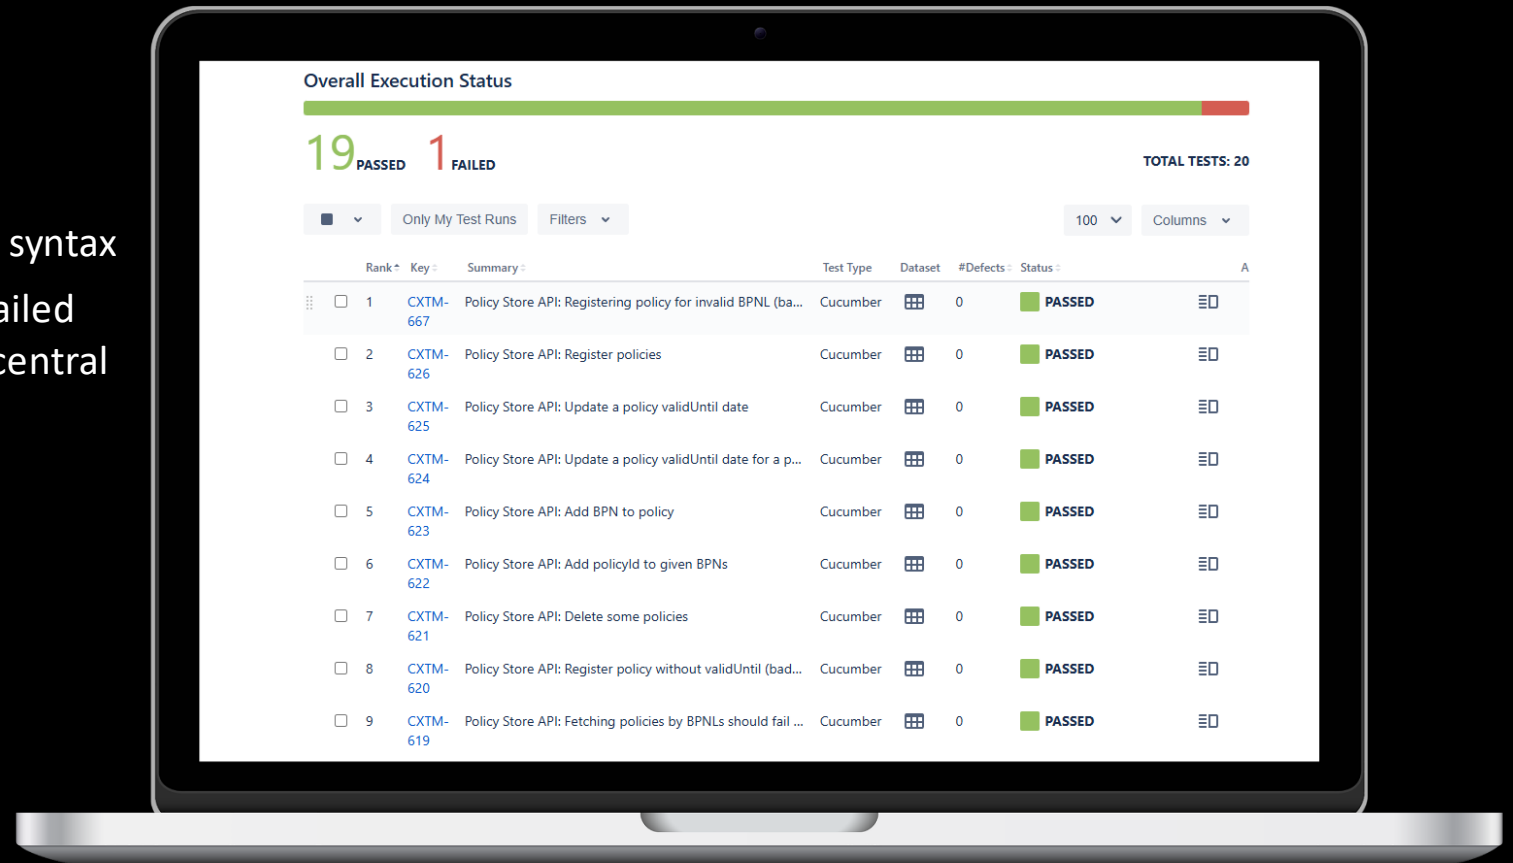 syntax
ailed
central
Overall Execution Status
19 PASSED 1 FAILED
TOTAL TESTS: 20
Only My Test Runs Filters 100 Columns
Rank Key Summary Test Type Dataset #Defects Status A
1 CXTM- Policy Store API: Registering policy for invalid BPNL (ba... Cucumber 0 PASSED
667
2 CXTM- Policy Store API: Register policies Cucumber 0 PASSED
626
3 CXTM- Policy Store API: Update a policy validUntil date Cucumber 0 PASSED
625
4 CXTM- Policy Store API: Update a policy validUntil date for a p... Cucumber 0 PASSED
624
5 CXTM- Policy Store API: Add BPN to policy Cucumber 0 PASSED
623
6 CXTM- Policy Store API: Add policyId to given BPNs Cucumber 0 PASSED
622
7 CXTM- Policy Store API: Delete some policies Cucumber 0 PASSED
621
8 CXTM- Policy Store API: Register policy without validUntil (bad... Cucumber 0 PASSED
620
9 CXTM- Policy Store API: Fetching policies by BPNLs should fail ... Cucumber 0 PASSED
619